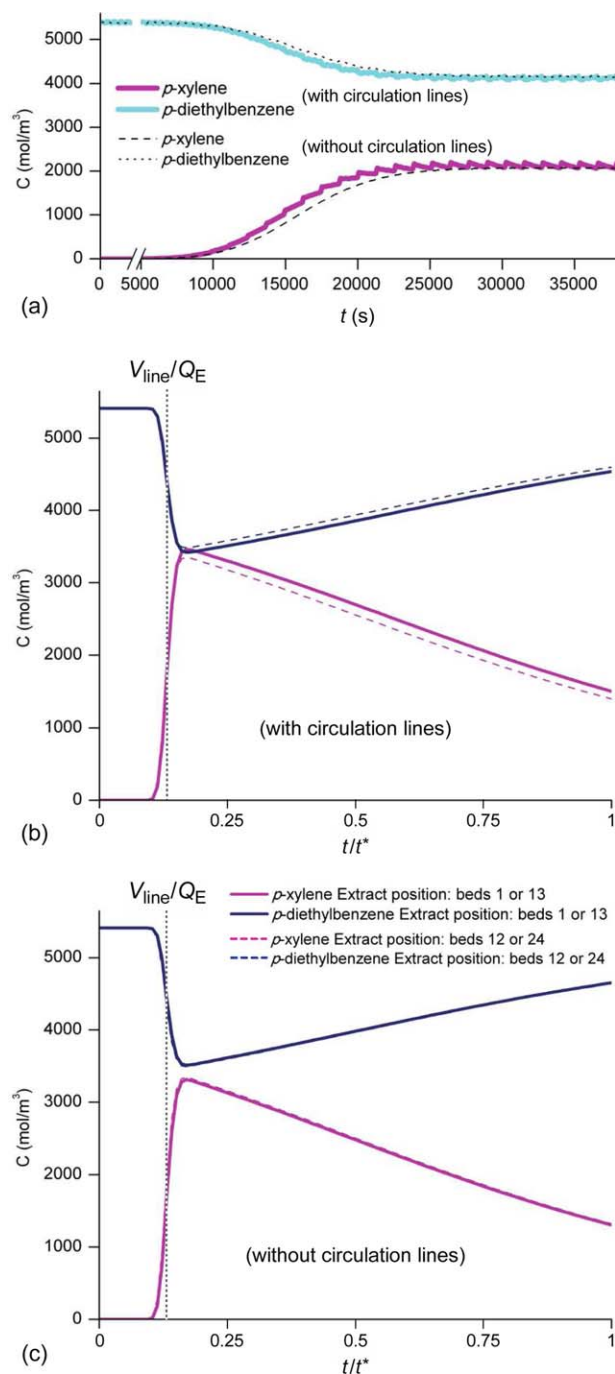 5000
4000
3000
2000
1000
0
C (mol/m³)
p-xylene
p-diethylbenzene
(with circulation lines)
p-xylene
p-diethylbenzene
(without circulation lines)
0 5000 10000 15000 20000 25000 30000 35000
t (s)
(a)
V_line/Q_E
5000
4000
3000
2000
1000
0
C (mol/m³)
(with circulation lines)
0 0.25 0.5 0.75 1
t/t*
(b)
V_line/Q_E
p-xylene Extract position: beds 1 or 13
p-diethylbenzene Extract position: beds 1 or 13
p-xylene Extract position: beds 12 or 24
p-diethylbenzene Extract position: beds 12 or 24
5000
4000
3000
2000
1000
0
C (mol/m³)
(without circulation lines)
0 0.25 0.5 0.75 1
t/t*
(c)